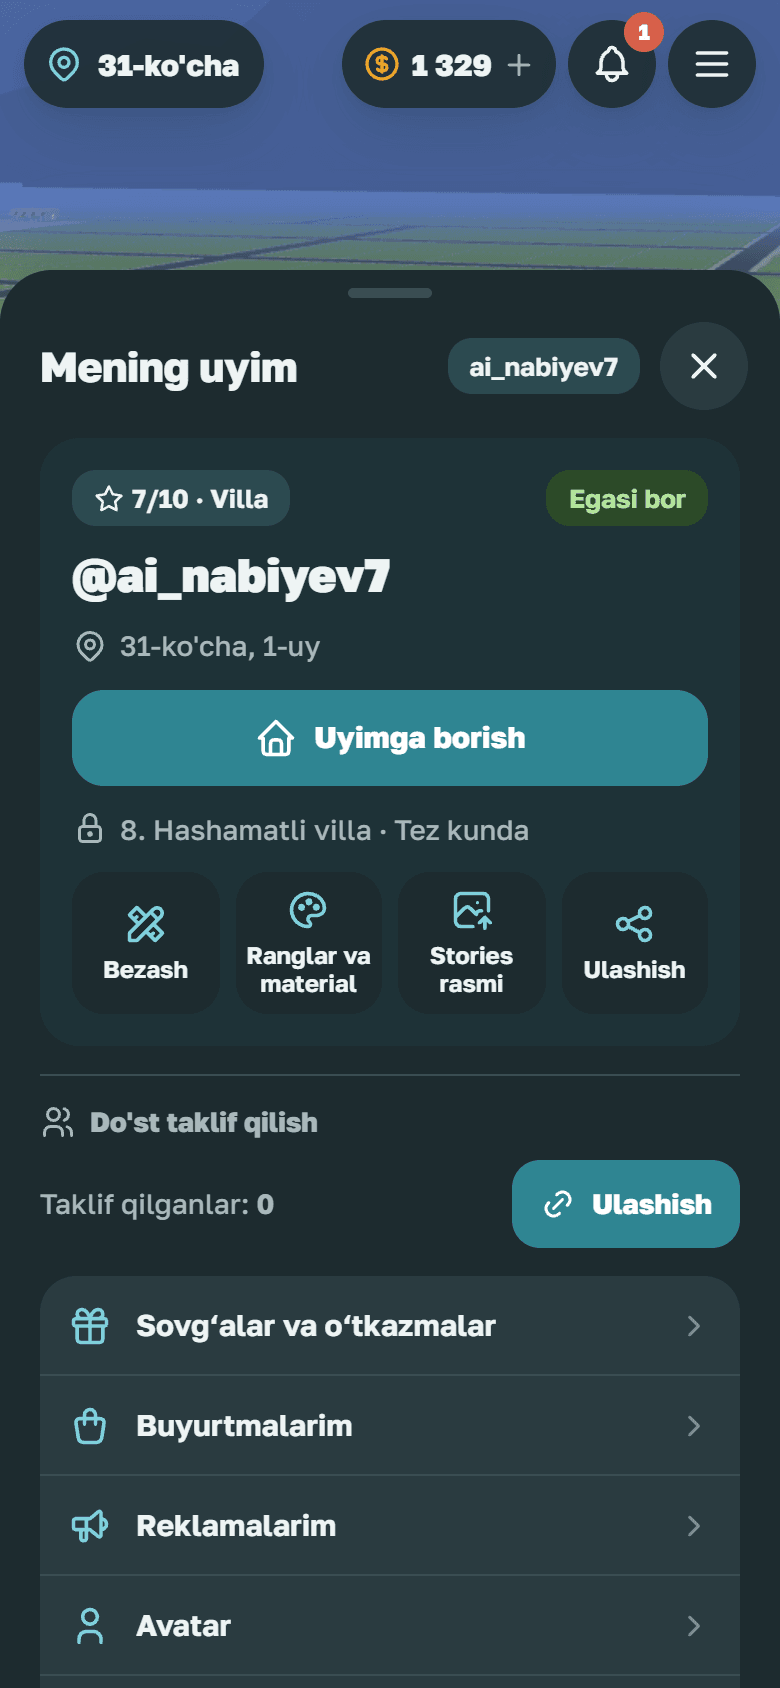 31-ko'cha
1 329
1
Mening uyim
ai_nabiyev7
7/10 · Villa
Egasi bor
@ai_nabiyev7
31-ko'cha, 1-uy
Uyimga borish
8. Hashamatli villa · Tez kunda
Bezash
Ranglar va
material
Stories
rasmi
Ulashish
Do'st taklif qilish
Taklif qilganlar: 0
Ulashish
Sovg‘alar va o‘tkazmalar
Buyurtmalarim
Reklamalarim
Avatar